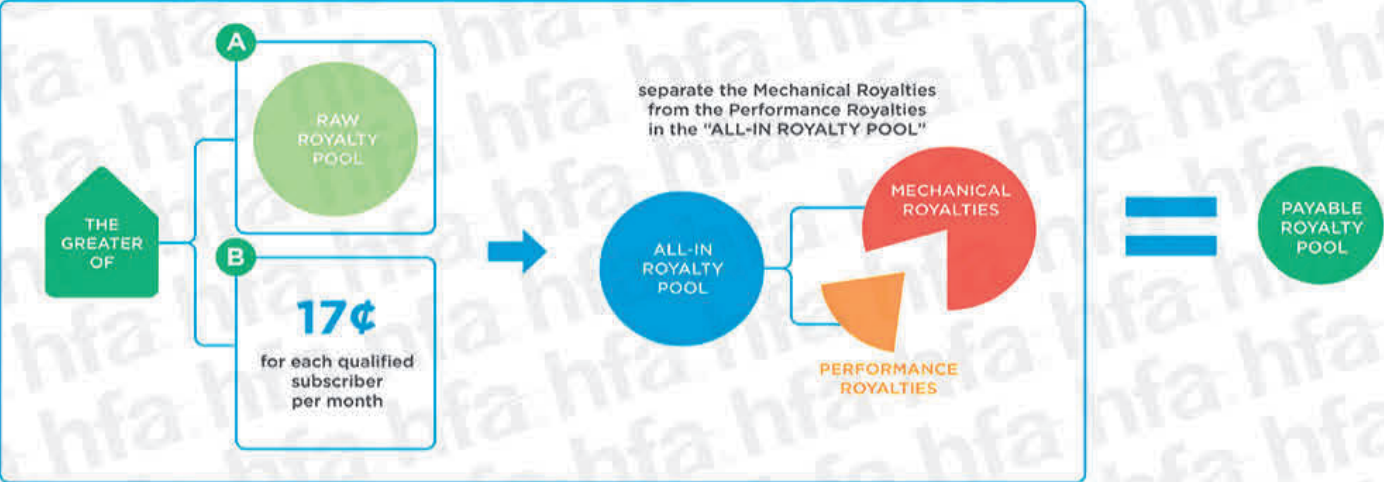 THE
GREATER
OF
A
RAW
ROYALTY
POOL
B
17¢
for each qualified
subscriber
per month
separate the Mechanical Royalties
from the Performance Royalties
in the "ALL-IN ROYALTY POOL"
ALL-IN
ROYALTY
POOL
MECHANICAL
ROYALTIES
PERFORMANCE
ROYALTIES
PAYABLE
ROYALTY
POOL
hfa